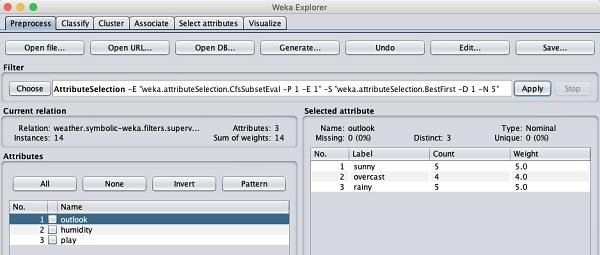 Weka Explorer
Preprocess Classify Cluster Associate Select attributes Visualize
Open file... Open URL... Open DB... Generate... Undo Edit... Save...
Filter
Choose AttributeSelection -E "weka.attributeSelection.CfsSubsetEval -P 1 -E 1" -S "weka.attributeSelection.BestFirst -D 1 -N 5" Apply Stop
Current relation
Relation: weather.symbolic-weka.filters.superv... Attributes: 3
Instances: 14 Sum of weights: 14
Attributes
All None Invert Pattern
No. Name
1 outlook
2 humidity
3 play
Selected attribute
Name: outlook Type: Nominal
Missing: 0 (0%) Distinct: 3 Unique: 0 (0%)
No. Label Count Weight
1 sunny 5 5.0
2 overcast 4 4.0
3 rainy 5 5.0